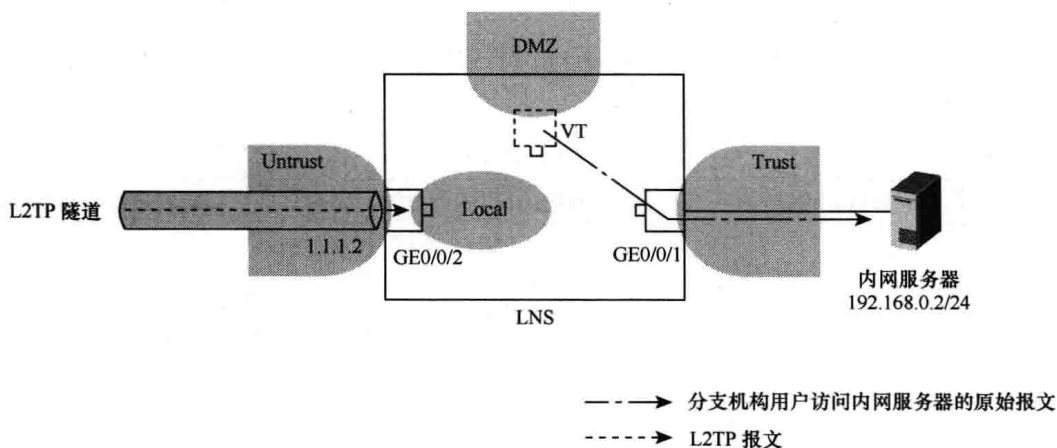 DMZ
VT
Untrust
Trust
L2TP 隧道
Local
1.1.1.2
GE0/0/2
GE0/0/1
内网服务器
192.168.0.2/24
LNS
分支机构用户访问内网服务器的原始报文
L2TP 报文